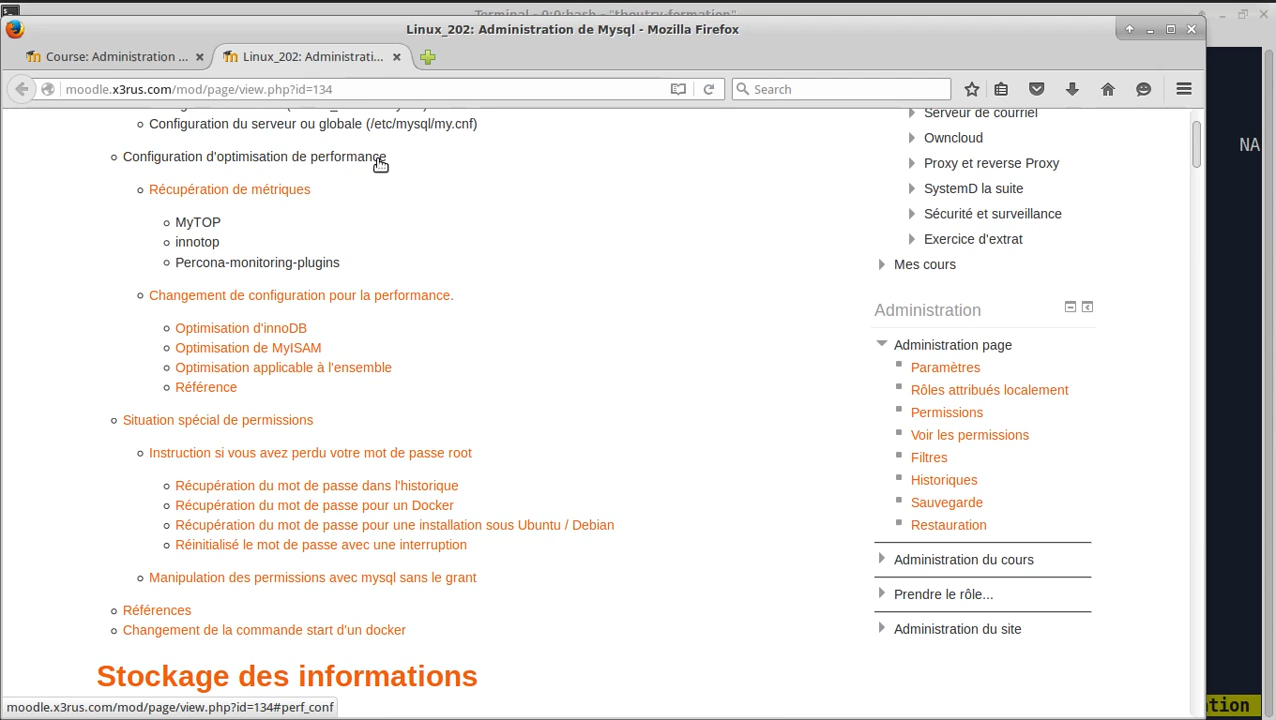 Linux_202: Administration de Mysql - Mozilla Firefox
Course: Administration ...
Linux_202: Administrati...
moodle.x3rus.com/mod/page/view.php?id=134
Search
Configuration du serveur ou globale (/etc/mysql/my.cnf)
Configuration d'optimisation de performance
Récupération de métriques
MyTOP
innotop
Percona-monitoring-plugins
Changement de configuration pour la performance.
Optimisation d'innoDB
Optimisation de MyISAM
Optimisation applicable à l'ensemble
Référence
Situation spécial de permissions
Instruction si vous avez perdu votre mot de passe root
Récupération du mot de passe dans l'historique
Récupération du mot de passe pour un Docker
Récupération du mot de passe pour une installation sous Ubuntu / Debian
Réinitialisé le mot de passe avec une interruption
Manipulation des permissions avec mysql sans le grant
Références
Changement de la commande start d'un docker
Stockage des informations
moodle.x3rus.com/mod/page/view.php?id=134#perf_conf
Serveur de courriel
Owncloud
Proxy et reverse Proxy
SystemD la suite
Sécurité et surveillance
Exercice d'extrat
Mes cours
Administration
Administration page
Paramètres
Rôles attribués localement
Permissions
Voir les permissions
Filtres
Historiques
Sauvegarde
Restauration
Administration du cours
Prendre le rôle...
Administration du site
NA
tion